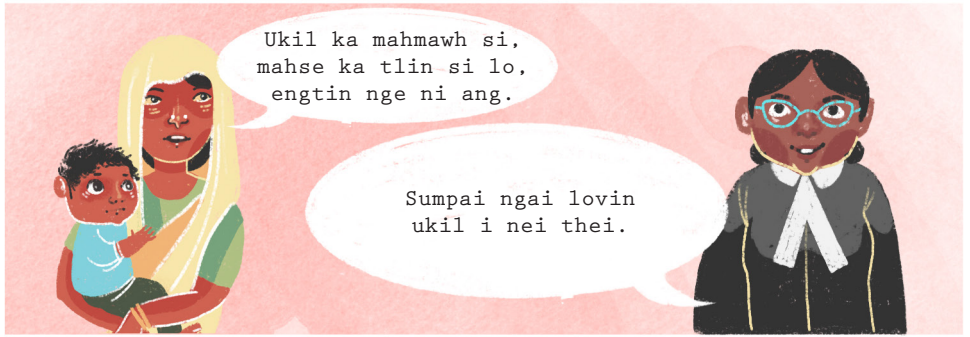 Ukil ka mahmawh si,
mahse ka tlin si lo,
engtin nge ni ang.
Sumpai ngai lovin
ukil i nei thei.